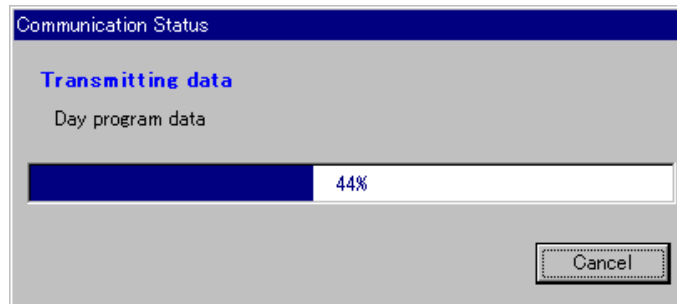 Communication Status
Transmitting data
Day program data
44%
Cancel